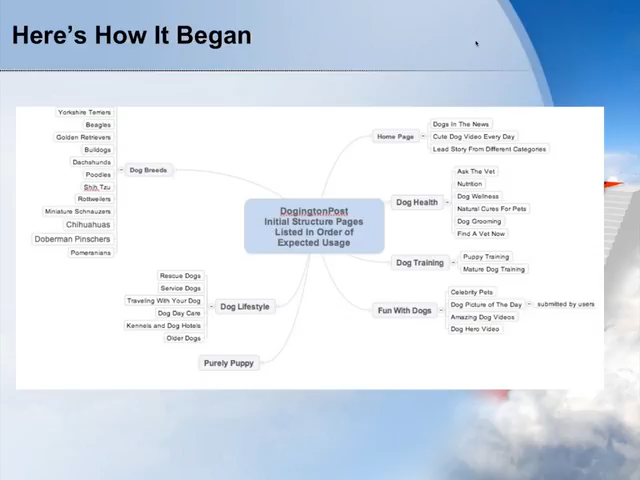 Here's How It Began
Yorkshire Terriers
Beagles
Golden Retrievers
Bulldogs
Dachshunds
Poodles
Shih Tzu
Rottweilers
Miniature Schnauzers
Chihuahuas
Doberman Pinschers
Pomeranians
Dog Breeds
DogingtonPost
Initial Structure Pages
Listed In Order of
Expected Usage
Home Page
Dogs In The News
Cute Dog Video Every Day
Lead Story From Different Categories
Dog Health
Ask The Vet
Nutrition
Dog Wellness
Natural Cures For Pets
Dog Grooming
Find A Vet Now
Dog Training
Puppy Training
Mature Dog Training
Fun With Dogs
Celebrity Pets
Dog Picture of The Day
submitted by users
Amazing Dog Videos
Dog Hero Video
Dog Lifestyle
Rescue Dogs
Service Dogs
Traveling With Your Dog
Dog Day Care
Kennels and Dog Hotels
Older Dogs
Purely Puppy